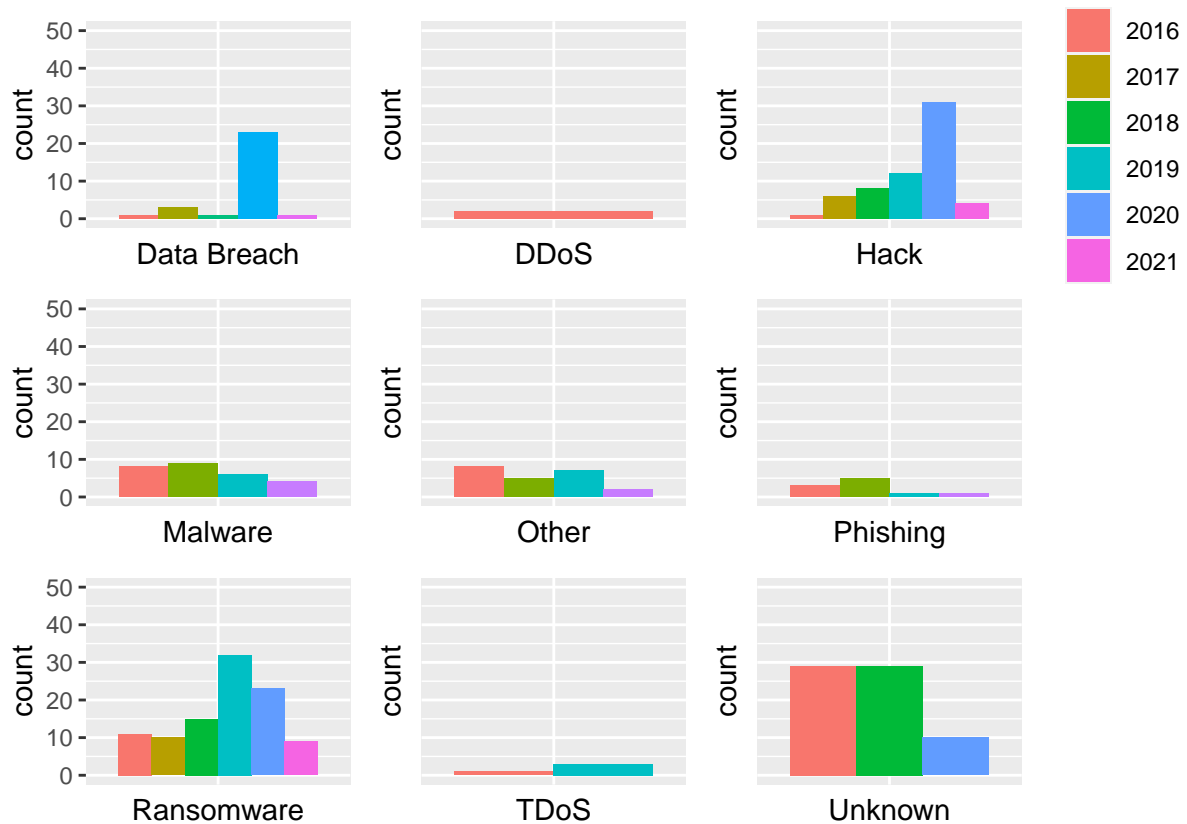 50
40
30
20
10
0
count
Data Breach
count
DDoS
count
Hack
2016
2017
2018
2019
2020
2021
50
40
30
20
10
0
count
Malware
count
Other
count
Phishing
50
40
30
20
10
0
count
Ransomware
count
TDoS
count
Unknown